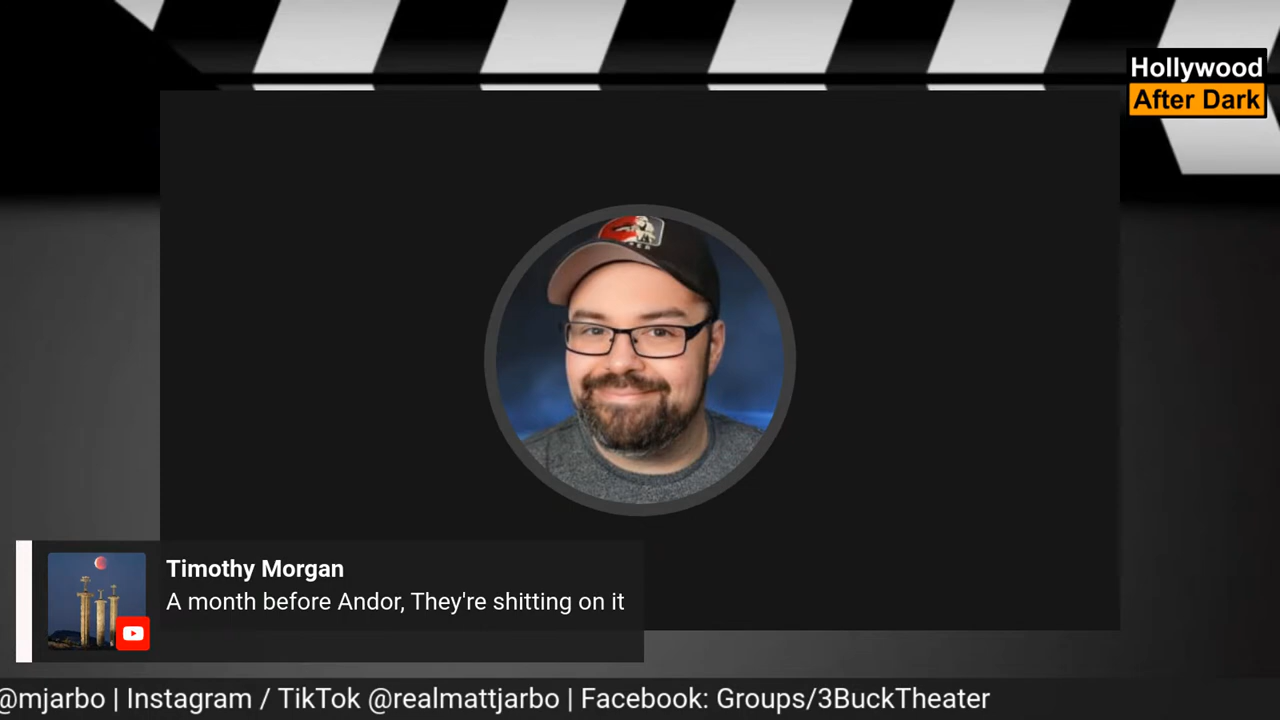 Hollywood
After Dark
Timothy Morgan
A month before Andor, They're shitting on it
@mjarbo | Instagram / TikTok @realmattjarbo | Facebook: Groups/3BuckTheater